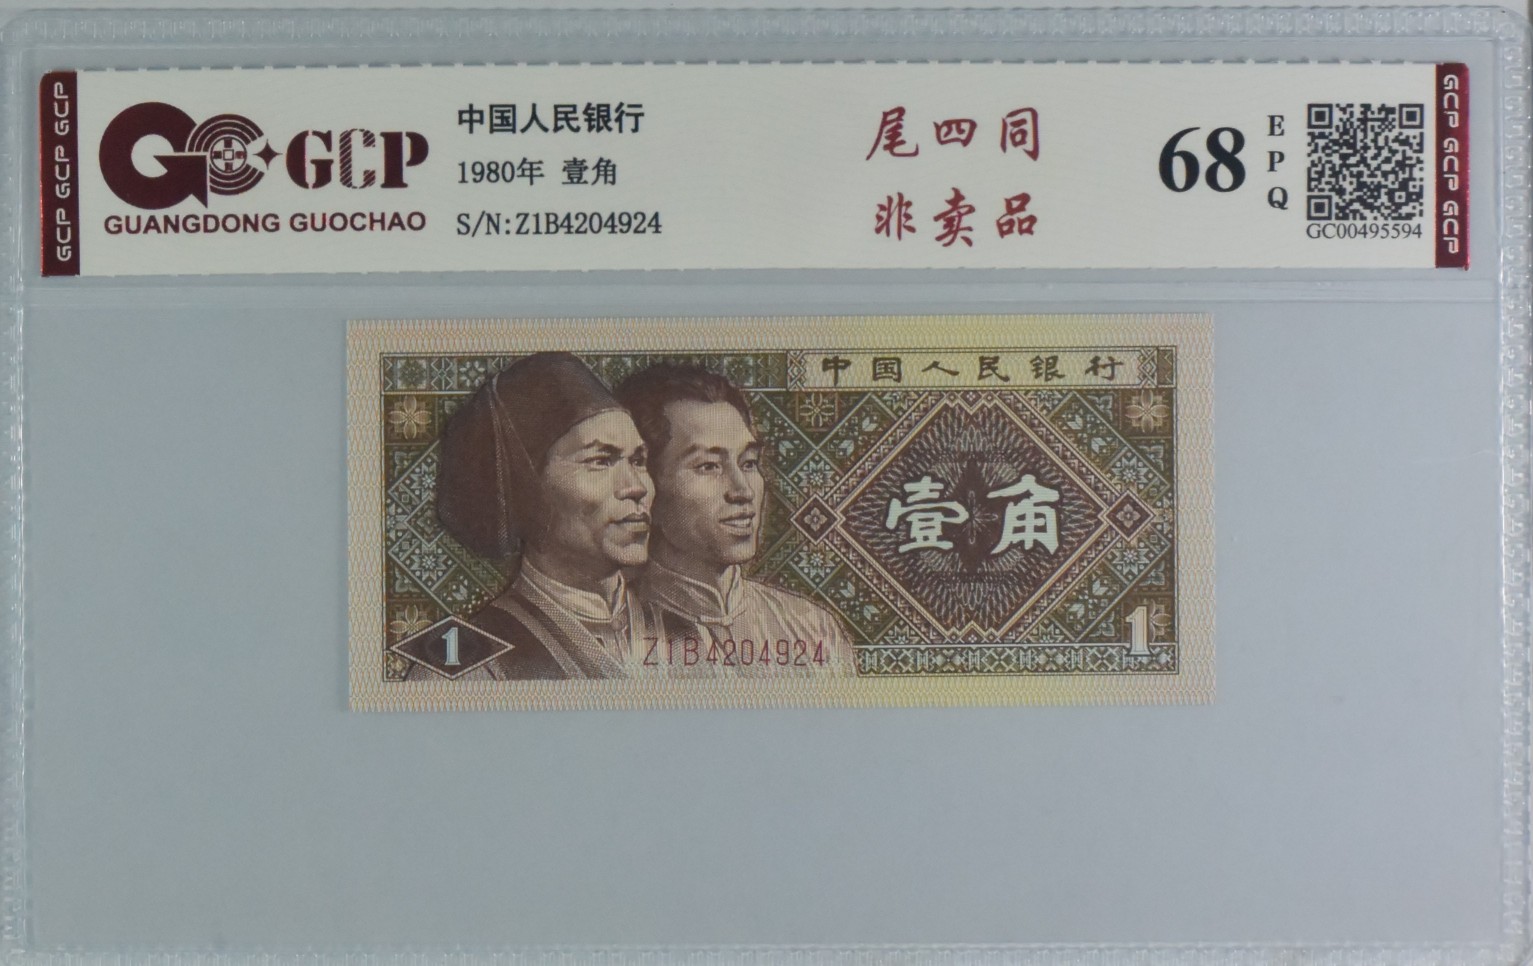 GCP GCP GCP
GCP
GUANGDONG GUOCHAO
中国人民银行
1980年 壹角
S/N:Z1B4204924
尾四同
非卖品
68
EPQ
GC00495594
GCP GCP GCP
中国人民银行
壹角
1
Z1B4204924
1